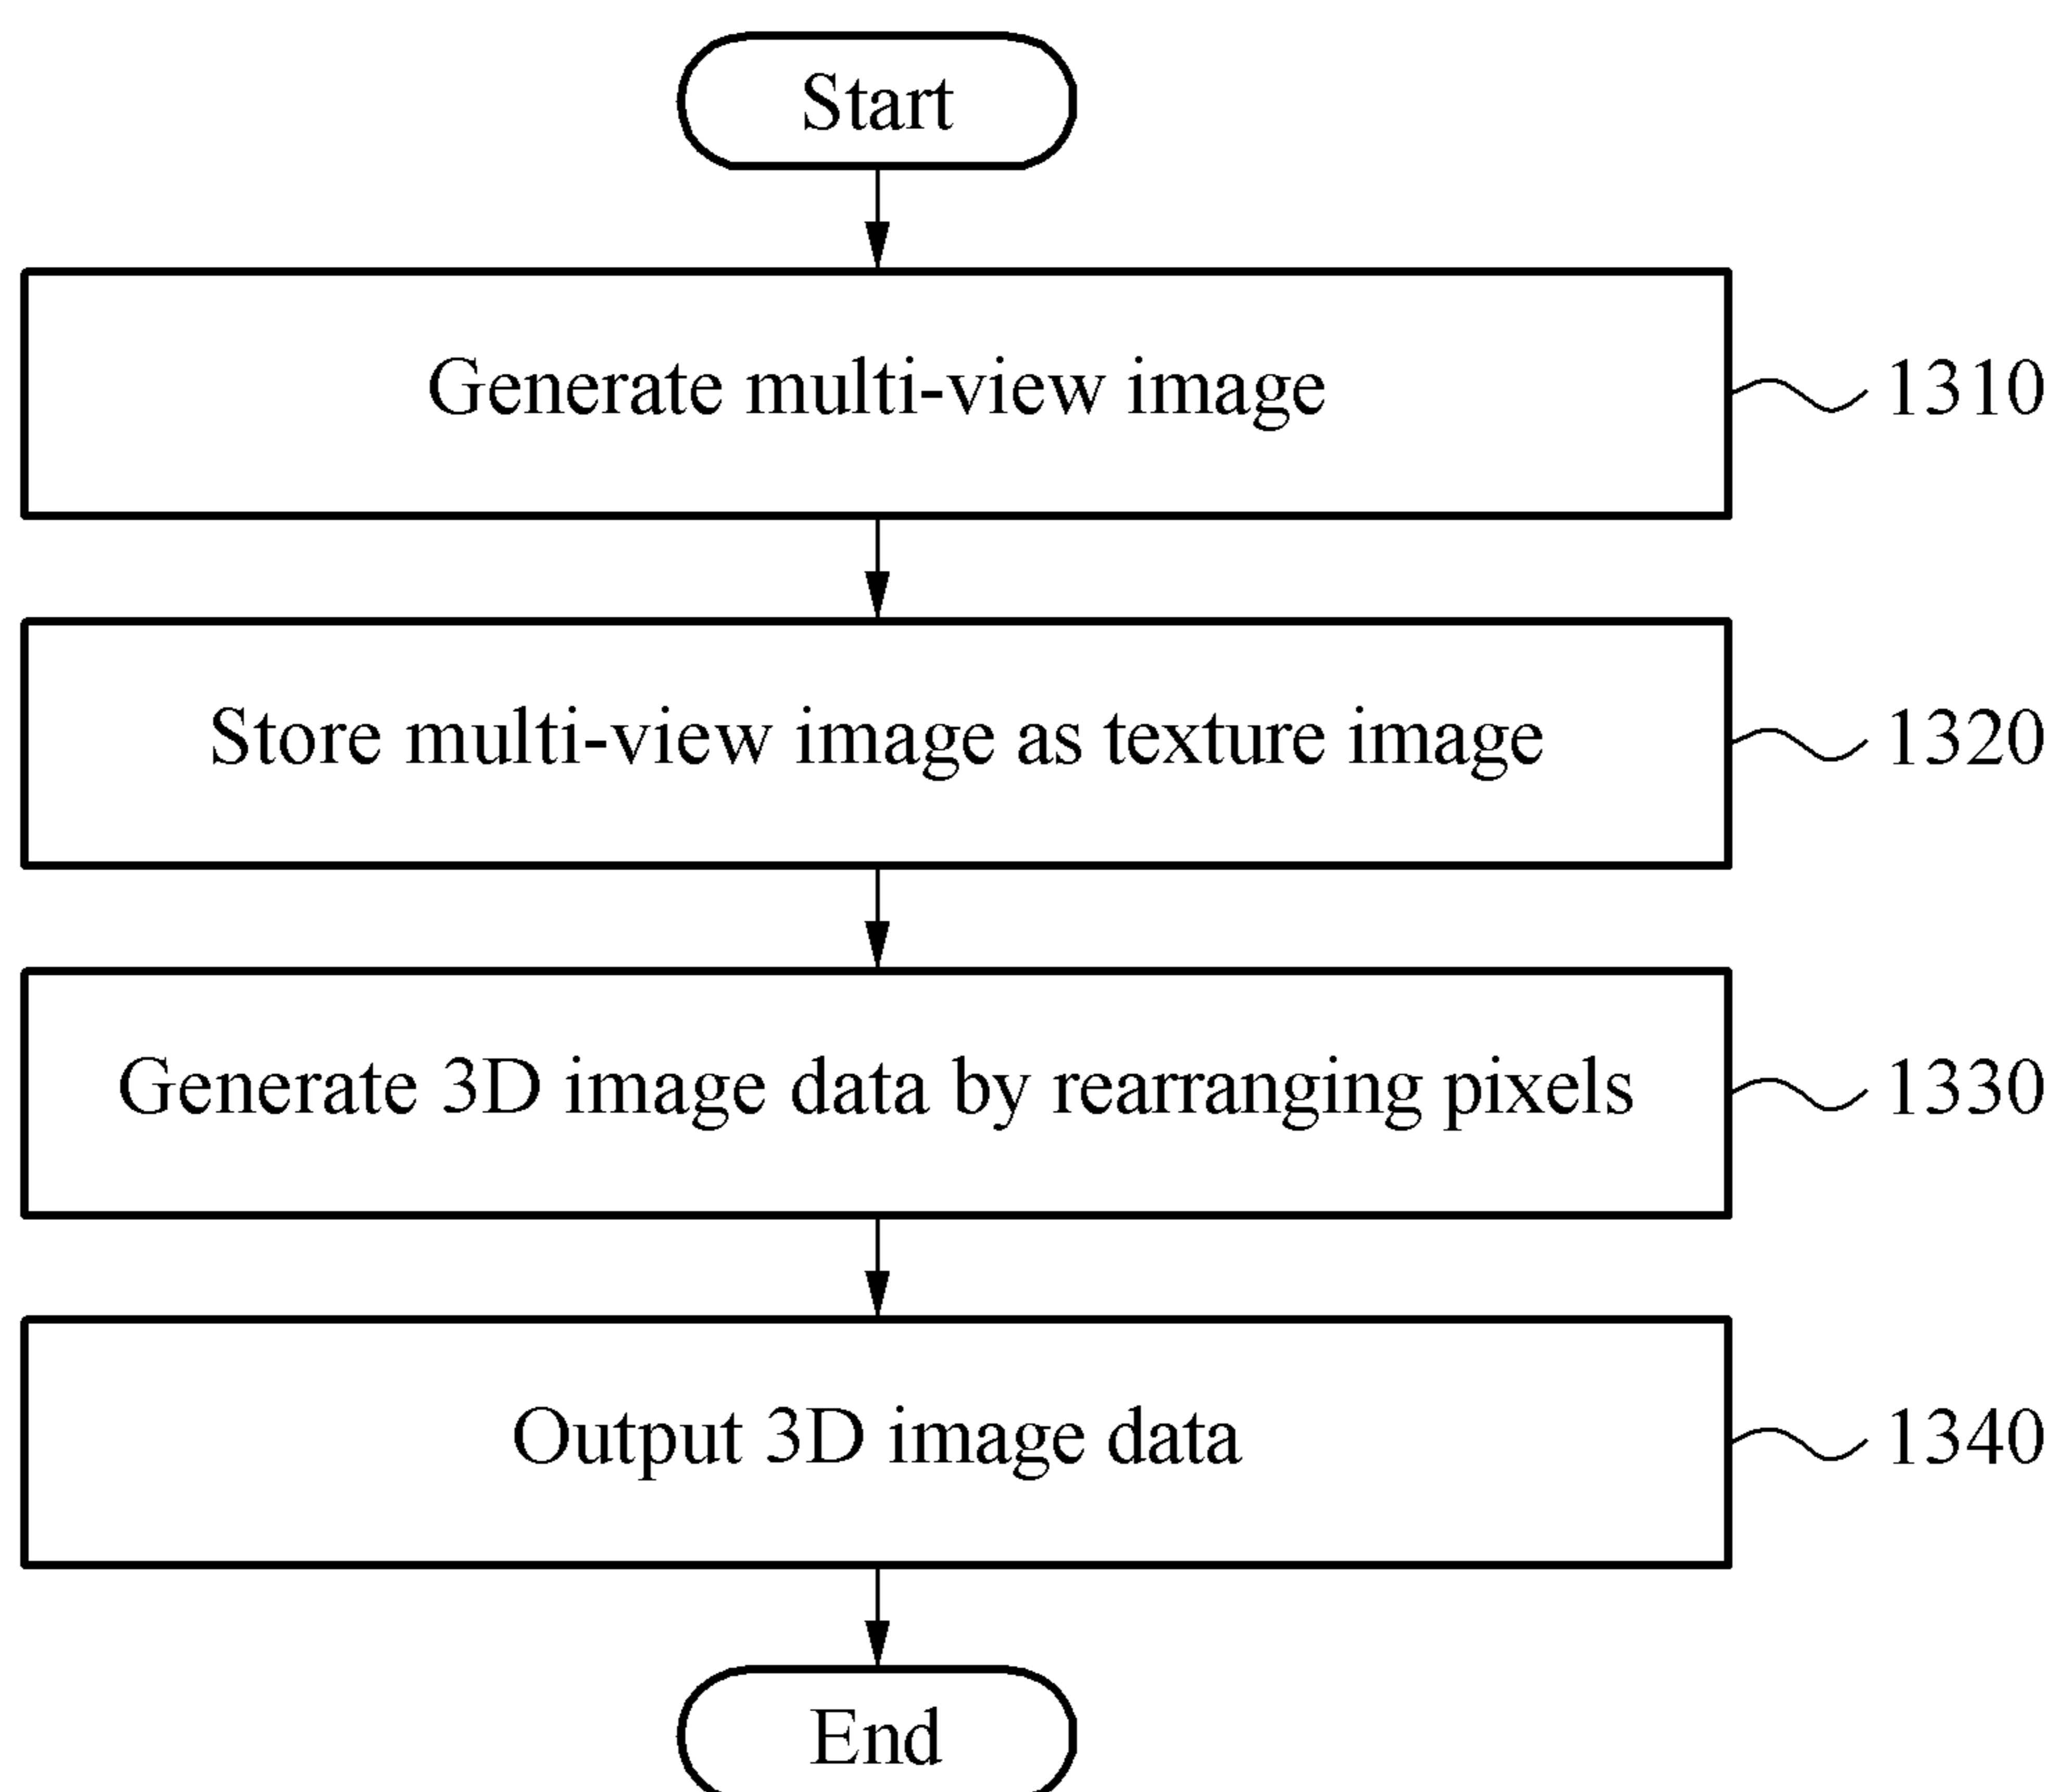 Start
Generate multi-view image
1310
Store multi-view image as texture image
1320
Generate 3D image data by rearranging pixels
1330
Output 3D image data
1340
End